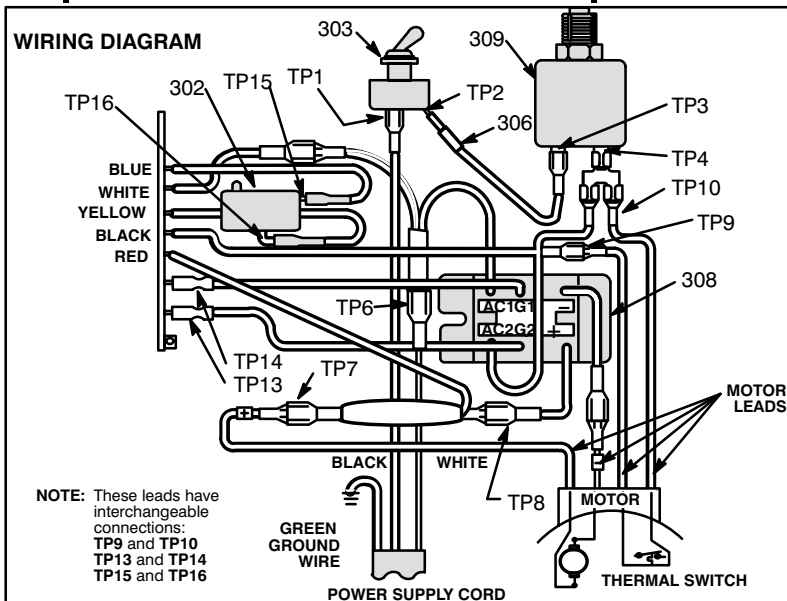 WIRING DIAGRAM
303
309
TP1
TP2
TP15
302
TP16
306
TP3
TP4
TP10
BLUE
WHITE
YELLOW
BLACK
RED
TP9
308
TP6
AC1G1 -
AC2G2 +
TP14
TP13
TP7
+
MOTOR
LEADS
BLACK WHITE
TP8
MOTOR
NOTE: These leads have
interchangeable
connections:
TP9 and TP10
TP13 and TP14
TP15 and TP16
GREEN
GROUND
WIRE
THERMAL SWITCH
POWER SUPPLY CORD